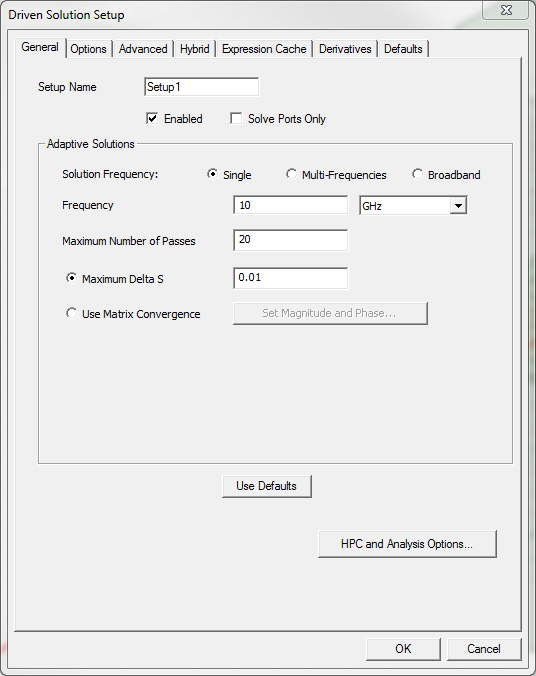 Driven Solution Setup
General Options Advanced Hybrid Expression Cache Derivatives Defaults
Setup Name Setup1
Enabled Solve Ports Only
Adaptive Solutions
Solution Frequency: Single Multi-Frequencies Broadband
Frequency 10 GHz
Maximum Number of Passes 20
Maximum Delta S 0.01
Use Matrix Convergence Set Magnitude and Phase...
Use Defaults
HPC and Analysis Options...
OK Cancel